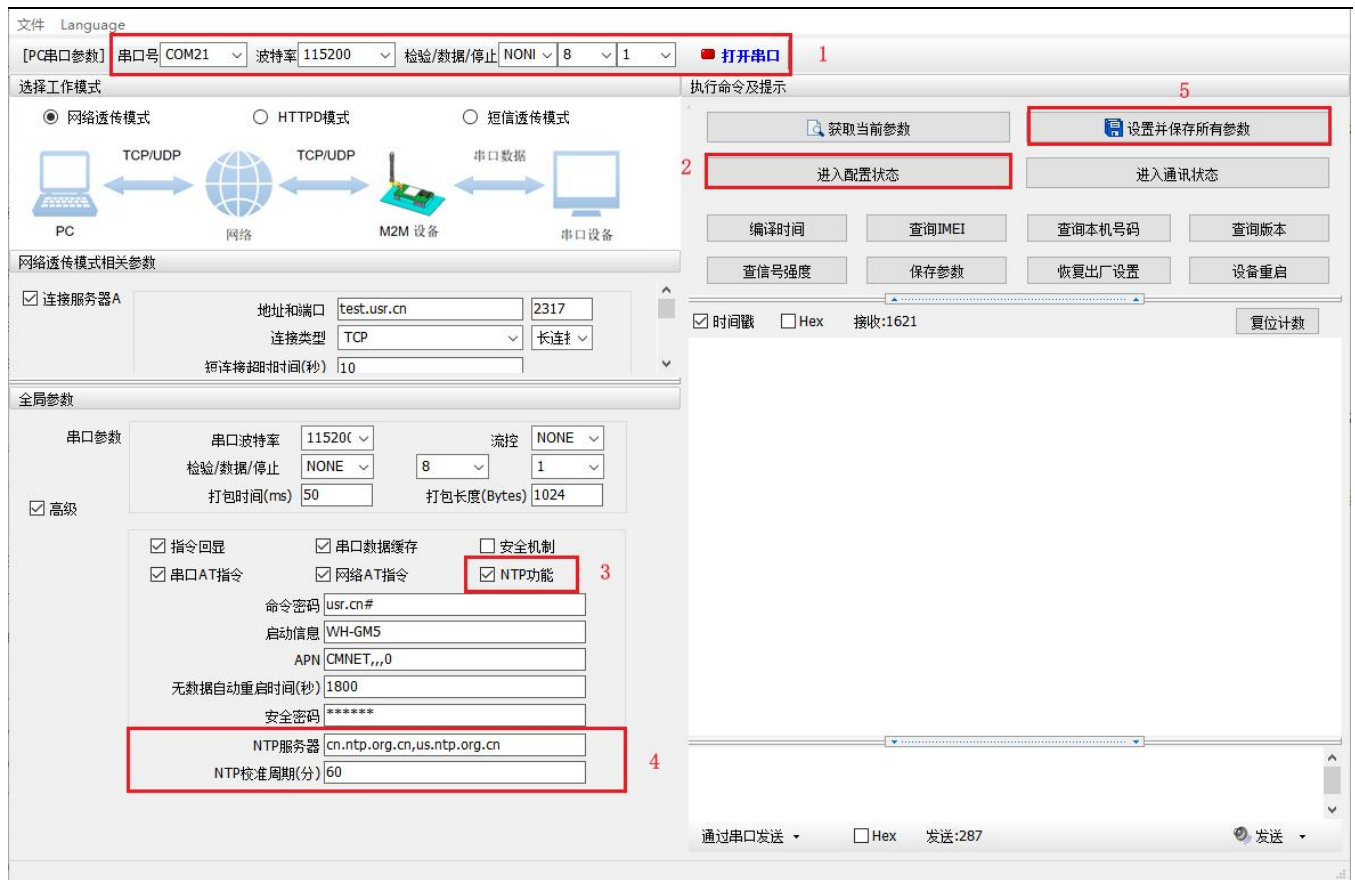 文件 Language
[PC串口参数] 串口号 COM21 波特率 115200 检验/数据/停止 NONI 8 1 打开串口 1
选择工作模式
网络透传模式 HTTPD模式 短信透传模式
TCP/UDP TCP/UDP 串口数据
PC 网络 M2M 设备 串口设备
网络透传模式相关参数
连接服务器A 地址和端口 test.usr.cn 2317
连接类型 TCP 长连接
短连接超时时间(秒) 10
全局参数
串口参数 串口波特率 115200 流控 NONE
检验/数据/停止 NONE 8 1
打包时间(ms) 50 打包长度(Bytes) 1024
高级
指令回显 串口数据缓存 安全机制
串口AT指令 网络AT指令 NTP功能 3
命令密码 usr.cn#
启动信息 WH-GM5
APN CMNET,,,0
无数据自动重启时间(秒) 1800
安全密码 ******
NTP服务器 cn.ntp.org.cn,us.ntp.org.cn
NTP校准周期(分) 60
4
执行命令及提示
5
获取当前参数 设置并保存所有参数
2 进入配置状态 进入通讯状态
编译时间 查询IMEI 查询本机号码 查询版本
查信号强度 保存参数 恢复出厂设置 设备重启
时间戳 Hex 接收:1621 复位计数
通过串口发送 Hex 发送:287 发送